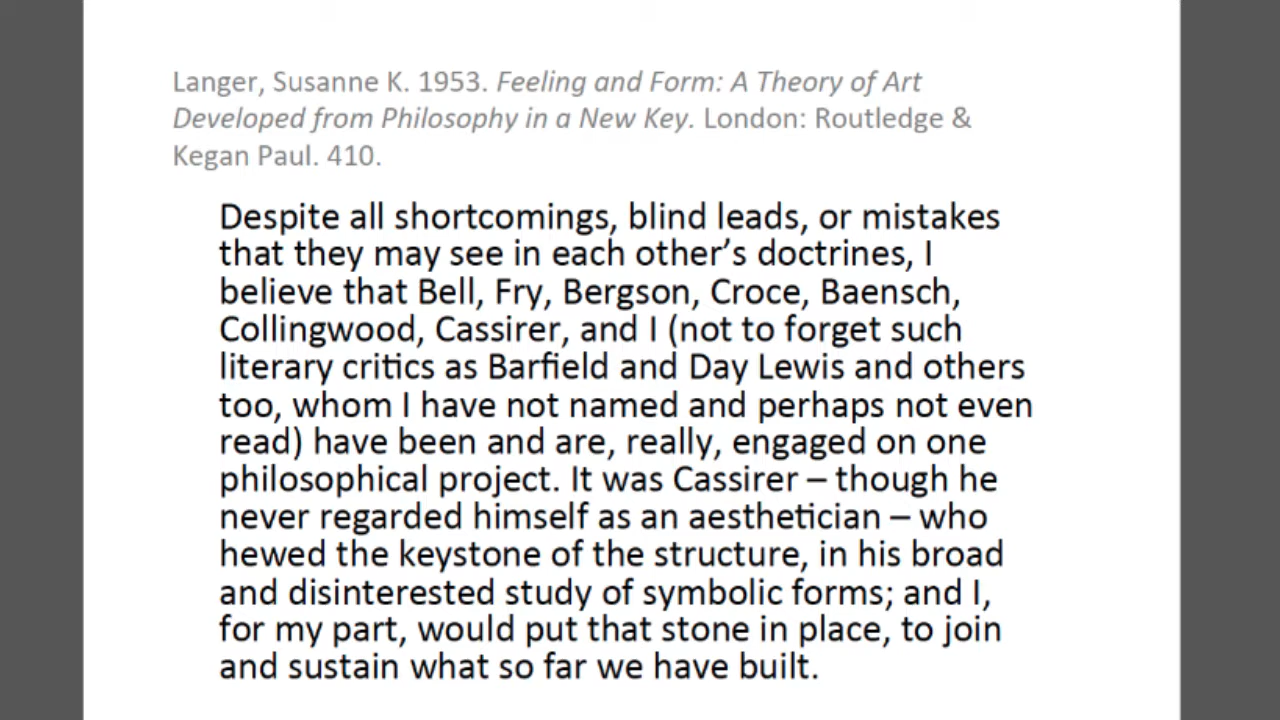 Langer, Susanne K. 1953. Feeling and Form: A Theory of Art
Developed from Philosophy in a New Key. London: Routledge &
Kegan Paul. 410.
Despite all shortcomings, blind leads, or mistakes
that they may see in each other’s doctrines, I
believe that Bell, Fry, Bergson, Croce, Baensch,
Collingwood, Cassirer, and I (not to forget such
literary critics as Barfield and Day Lewis and others
too, whom I have not named and perhaps not even
read) have been and are, really, engaged on one
philosophical project. It was Cassirer – though he
never regarded himself as an aesthetician – who
hewed the keystone of the structure, in his broad
and disinterested study of symbolic forms; and I,
for my part, would put that stone in place, to join
and sustain what so far we have built.